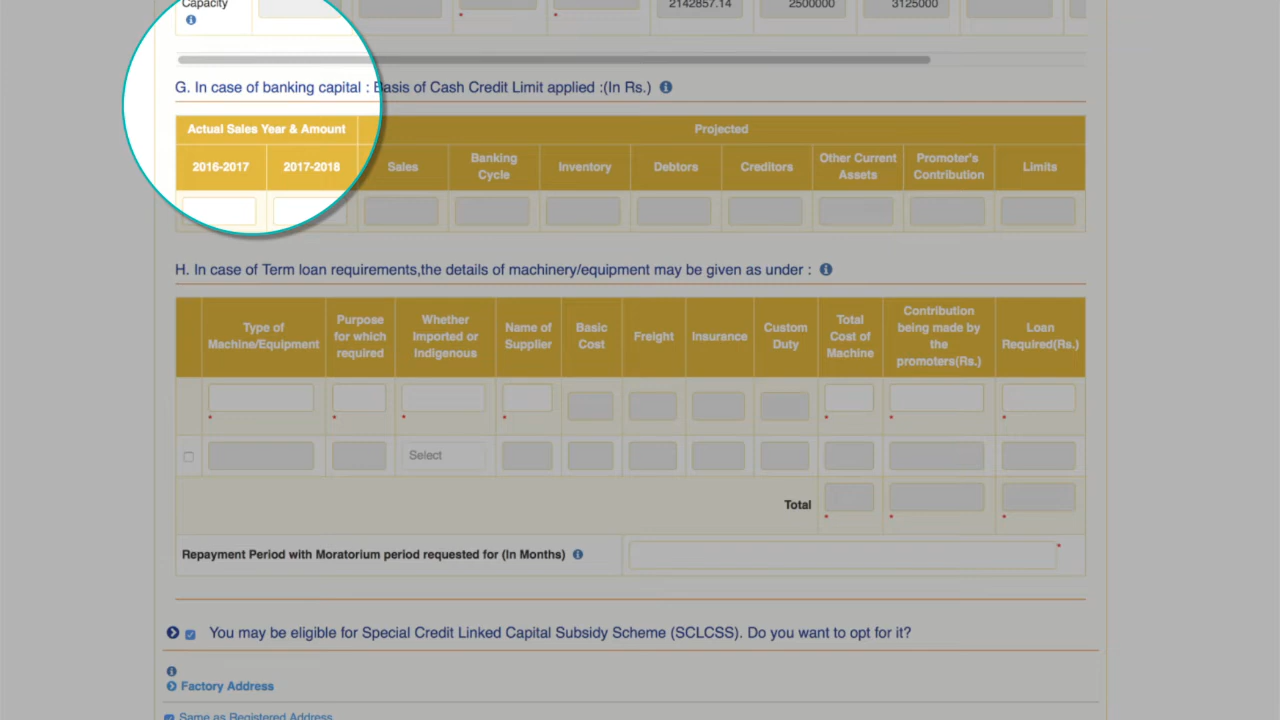 Capacity
2142857.14 2500000 3125000
G. In case of banking capital : Basis of Cash Credit Limit applied :(In Rs.)
Actual Sales Year & Amount Projected
2016-2017 2017-2018 Sales Banking Cycle Inventory Debtors Creditors Other Current Assets Promoter's Contribution Limits
H. In case of Term loan requirements,the details of machinery/equipment may be given as under :
Type of Machine/Equipment Purpose for which required Whether Imported or Indigenous Name of Supplier Basic Cost Freight Insurance Custom Duty Total Cost of Machine Contribution being made by the promoters(Rs.) Loan Required(Rs.)
Select
Total
Repayment Period with Moratorium period requested for (In Months)
You may be eligible for Special Credit Linked Capital Subsidy Scheme (SCLCSS). Do you want to opt for it?
Factory Address
Same as Registered Address